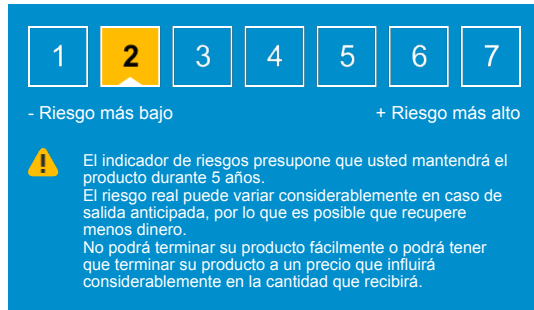 1 2 3 4 5 6 7
- Riesgo más bajo + Riesgo más alto
El indicador de riesgos presupone que usted mantendrá el
producto durante 5 años.
El riesgo real puede variar considerablemente en caso de
salida anticipada, por lo que es posible que recupere
menos dinero.
No podrá terminar su producto fácilmente o podrá tener
que terminar su producto a un precio que influirá
considerablemente en la cantidad que recibirá.